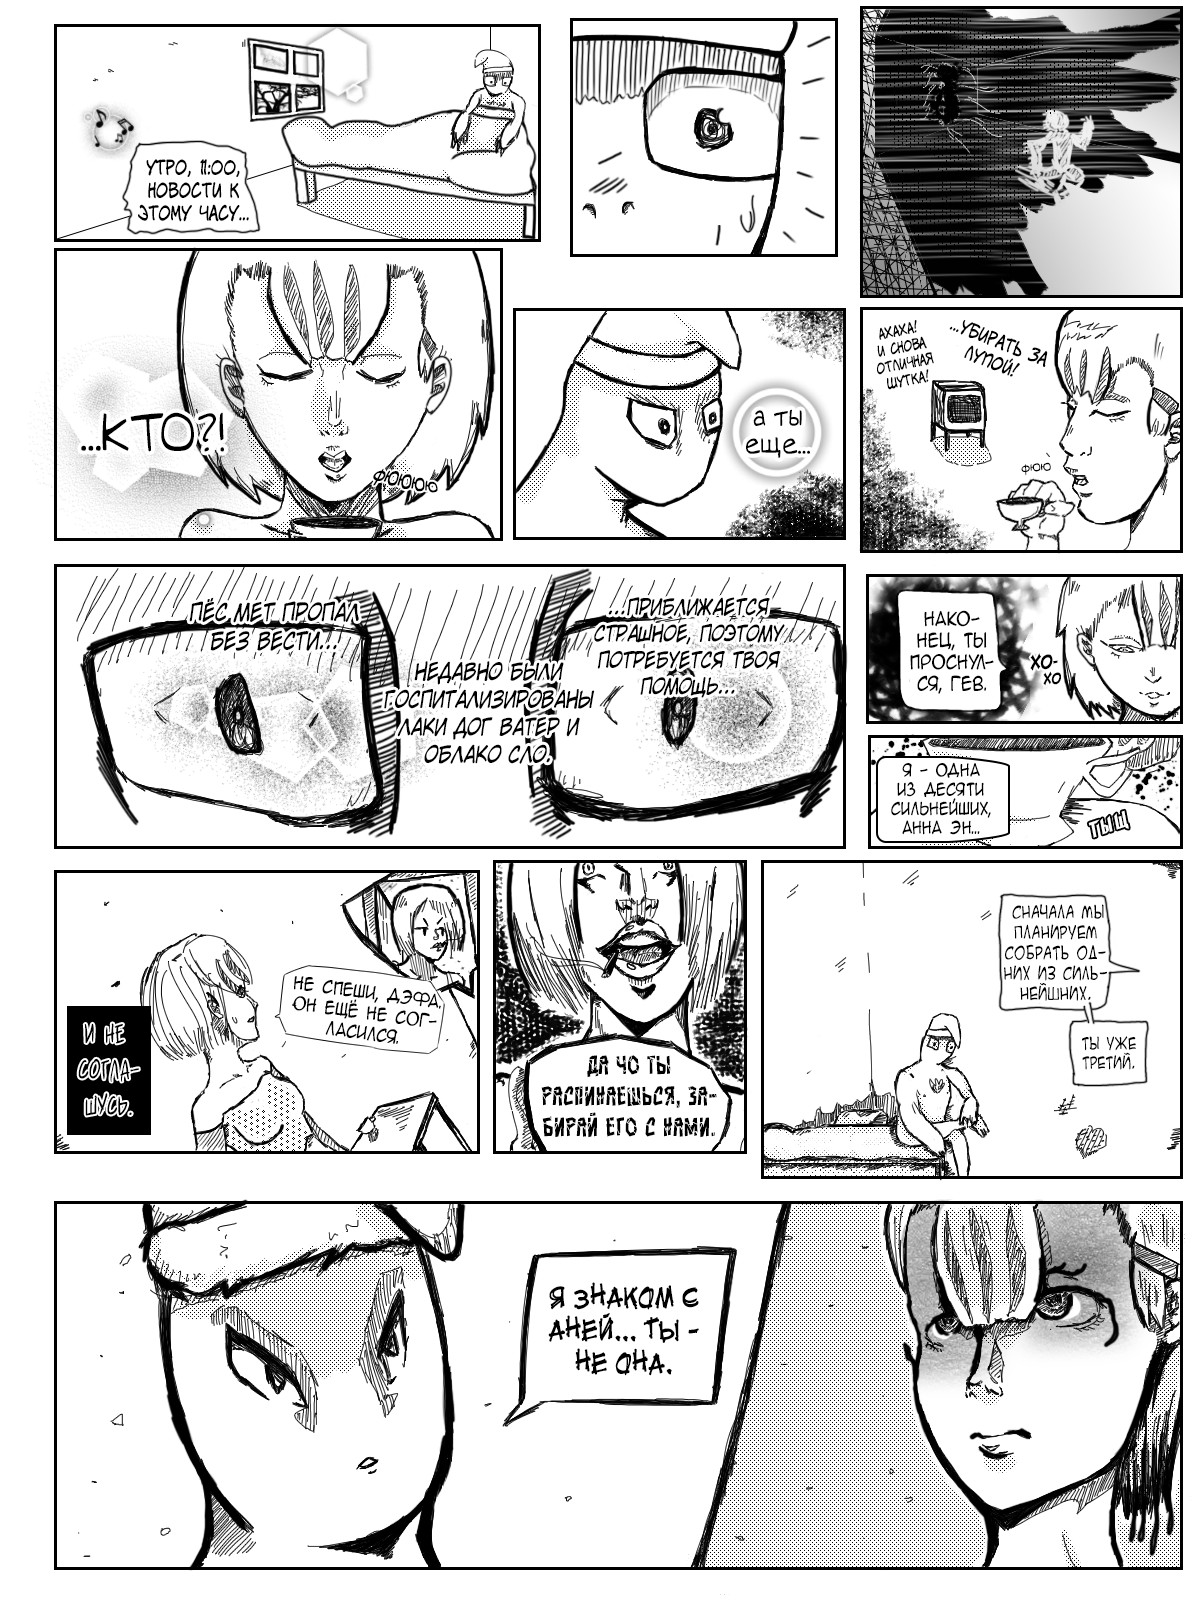 УТРО, 11:00,
НОВОСТИ К
ЭТОМУ ЧАСУ...
а ты
еще...
...КТО?!
ФЮЮЮЮ
...УБИРАТЬ ЗА
ЛУПОЙ!
АХАХА!
И СНОВА
ОТЛИЧНАЯ
ШУТКА!
ФЮЮЮ
ПЁС МЕТ ПРОПАЛ
БЕЗ ВЕСТИ...
НЕДАВНО БЫЛИ
ГОСПИТАЛИЗИРОВАНЫ
ЛАКИ ДОГ ВАТЕР И
ОБЛАКО СЛО.
...ПРИБЛИЖАЕТСЯ
СТРАШНОЕ, ПОЭТОМУ
ПОТРЕБУЕТСЯ ТВОЯ
ПОМОЩЬ...
НАКО-
НЕЦ, ТЫ
ПРОСНУЛ-
СЯ, ГЕВ.
ХО-
ХО
Я - ОДНА
ИЗ ДЕСЯТИ
СИЛЬНЕЙШИХ,
АННА ЭН...
ТЫЩ
НЕ СПЕШИ, ДЭФА.
ОН ЕЩЁ НЕ СОГ-
ЛАСИЛСЯ.
И НЕ
СОГЛА-
ШУСЬ.
ДА ЧО ТЫ
РАСПИНАЕШЬСЯ, ЗА-
БИРАЙ ЕГО С НАМИ.
СНАЧАЛА МЫ
ПЛАНИРУЕМ
СОБРАТЬ ОД-
НИХ ИЗ СИЛЬ-
НЕЙШНИХ.
ТЫ УЖЕ
ТРЕТИЙ.
Я ЗНАКОМ С
АНЕЙ... ТЫ -
НЕ ОНА.